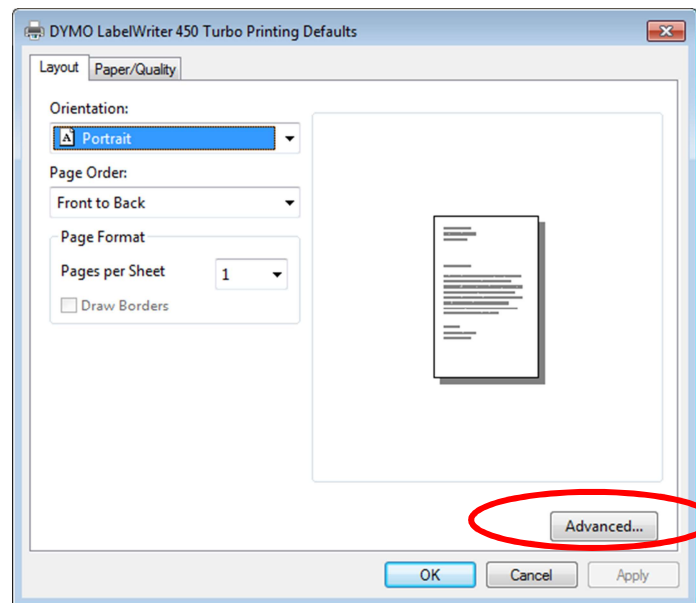 DYMO LabelWriter 450 Turbo Printing Defaults
Layout Paper/Quality
Orientation:
A Portrait
Page Order:
Front to Back
Page Format
Pages per Sheet 1
Draw Borders
Advanced...
OK Cancel Apply